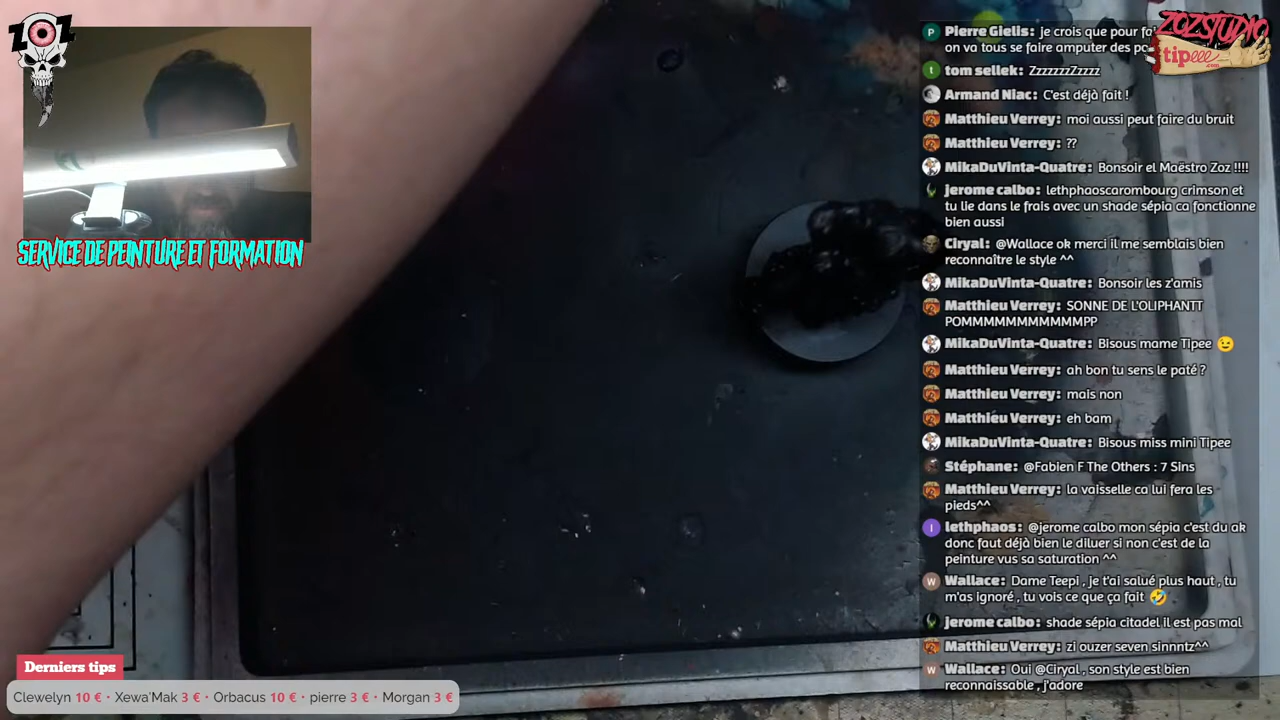 ZOZ
SERVICE DE PEINTURE ET FORMATION
Derniers tips
Clewelyn 10 € · Xewa'Mak 3 € · Orbacus 10 € · pierre 3 € · Morgan 3 €
ZOZSTUDIO
tipeee
.com
Pierre Gielis: je crois que pour
on va tous se faire amputer des
tom sellek: ZzzzzzzZzzzz
Armand Niac: C'est déjà fait !
Matthieu Verrey: moi aussi peut faire du bruit
Matthieu Verrey: ??
MikaDuVinta-Quatre: Bonsoir el Maëstro Zoz !!!!
jerome calbo: lethphaoscarombourg crimson et
tu lie dans le frais avec un shade sépia ca fonctionne
bien aussi
Ciryal: @Wallace ok merci il me semblais bien
reconnaître le style ^^
MikaDuVinta-Quatre: Bonsoir les z'amis
Matthieu Verrey: SONNE DE L'OLIPHANTT
POMMMMMMMMMMMPP
MikaDuVinta-Quatre: Bisous mame Tipee 😉
Matthieu Verrey: ah bon tu sens le paté ?
Matthieu Verrey: mais non
Matthieu Verrey: eh bam
MikaDuVinta-Quatre: Bisous miss mini Tipee
Stéphane: @Fabien F The Others : 7 Sins
Matthieu Verrey: la vaisselle ca lui fera les
pieds^^
lethphaos: @jerome calbo mon sépia c'est du ak
donc faut déjà bien le diluer si non c'est de la
peinture vus sa saturation ^^
Wallace: Dame Teepi , je t'ai salué plus haut , tu
m'as ignoré , tu vois ce que ça fait 🤣
jerome calbo: shade sépia citadel il est pas mal
Matthieu Verrey: zi ouzer seven sinnntz^^
Wallace: Oui @Ciryal , son style est bien
reconnaissable , j'adore